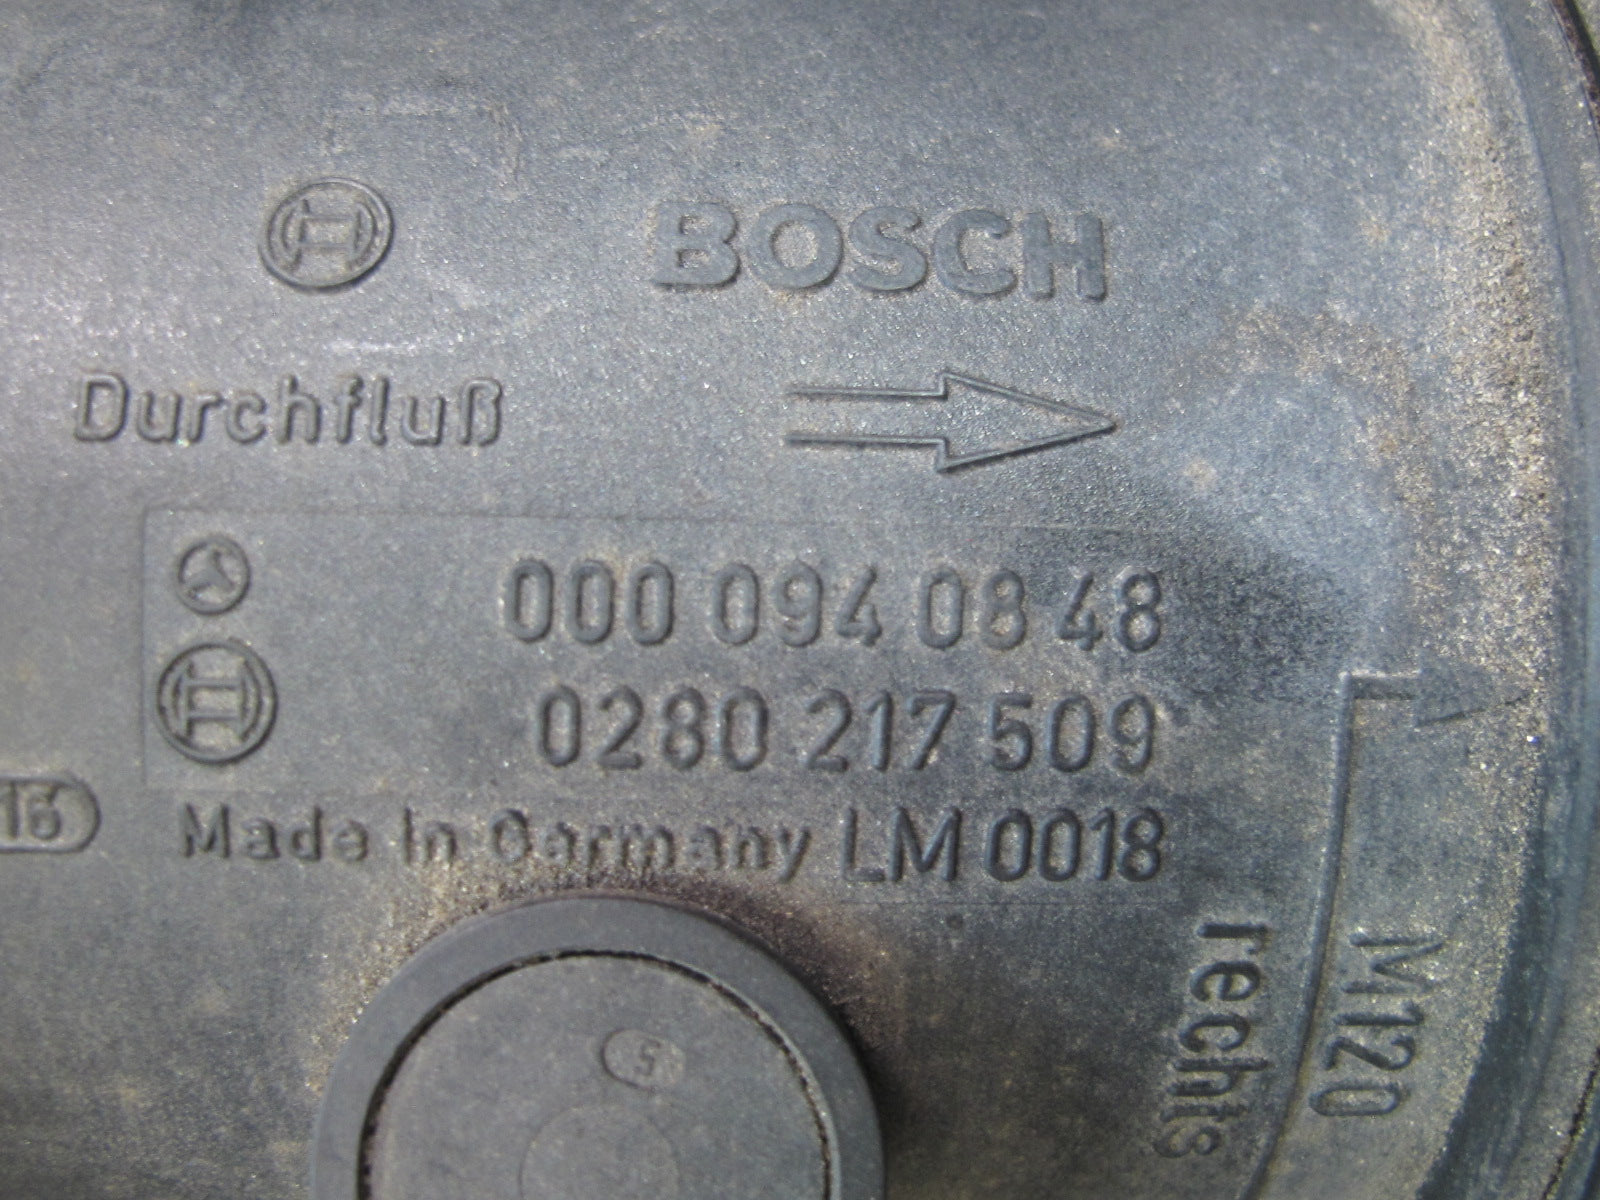 BOSCH
Durchfluß
000 094 08 48
0280 217 509
16
Made in Germany LM 0018
M120
rechts
5